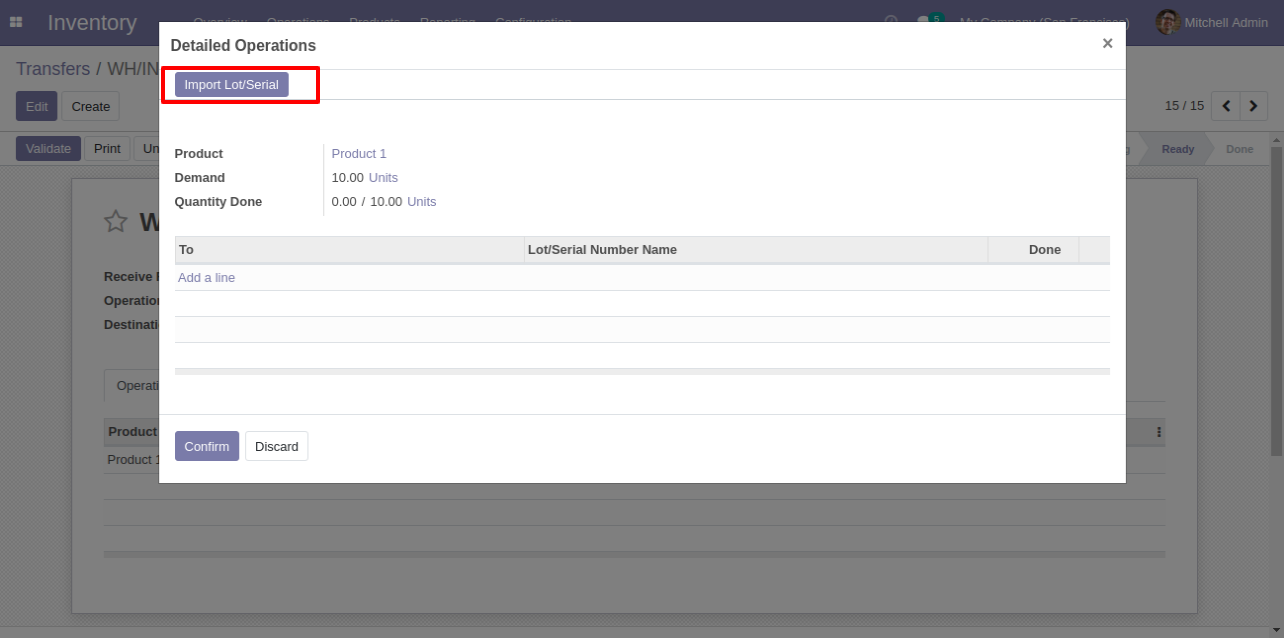 Inventory
Overview Operations Products Reporting Configuration
5
My Company (San Francisco)
Mitchell Admin
Detailed Operations
×
Transfers / WH/IN
Import Lot/Serial
Edit Create
15 / 15
Validate Print Un
g Ready Done
Product Product 1
Demand 10.00 Units
W
Quantity Done 0.00 / 10.00 Units
To Lot/Serial Number Name Done
Receive
Add a line
Operation
Destinati
Operati
Product
Confirm Discard
Product 1